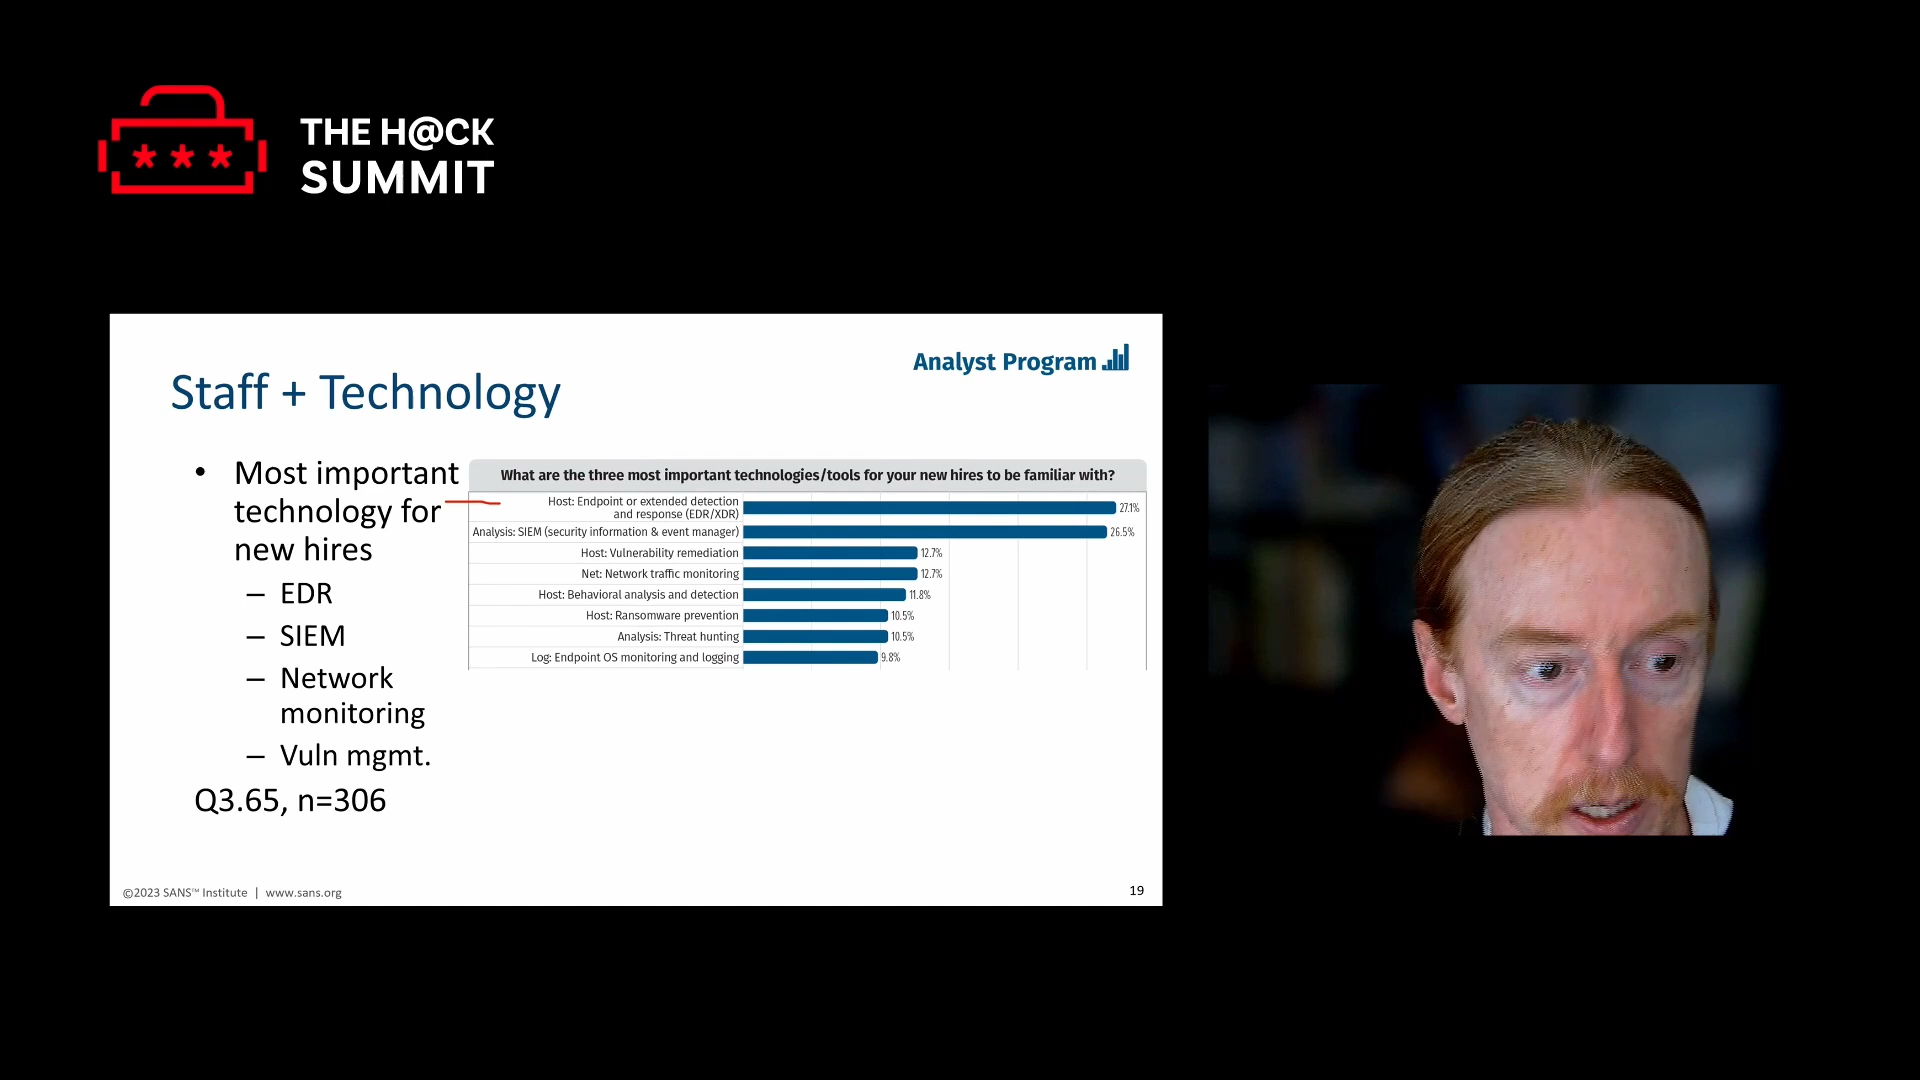 THE H@CK
SUMMIT
Analyst Program
Staff + Technology
• Most important
technology for
new hires
– EDR
– SIEM
– Network
monitoring
– Vuln mgmt.
Q3.65, n=306
What are the three most important technologies/tools for your new hires to be familiar with?
Host: Endpoint or extended detection
and response (EDR/XDR) 27.1%
Analysis: SIEM (security information & event manager) 26.5%
Host: Vulnerability remediation 12.7%
Net: Network traffic monitoring 12.7%
Host: Behavioral analysis and detection 11.8%
Host: Ransomware prevention 10.5%
Analysis: Threat hunting 10.5%
Log: Endpoint OS monitoring and logging 9.8%
©2023 SANS™ Institute | www.sans.org
19